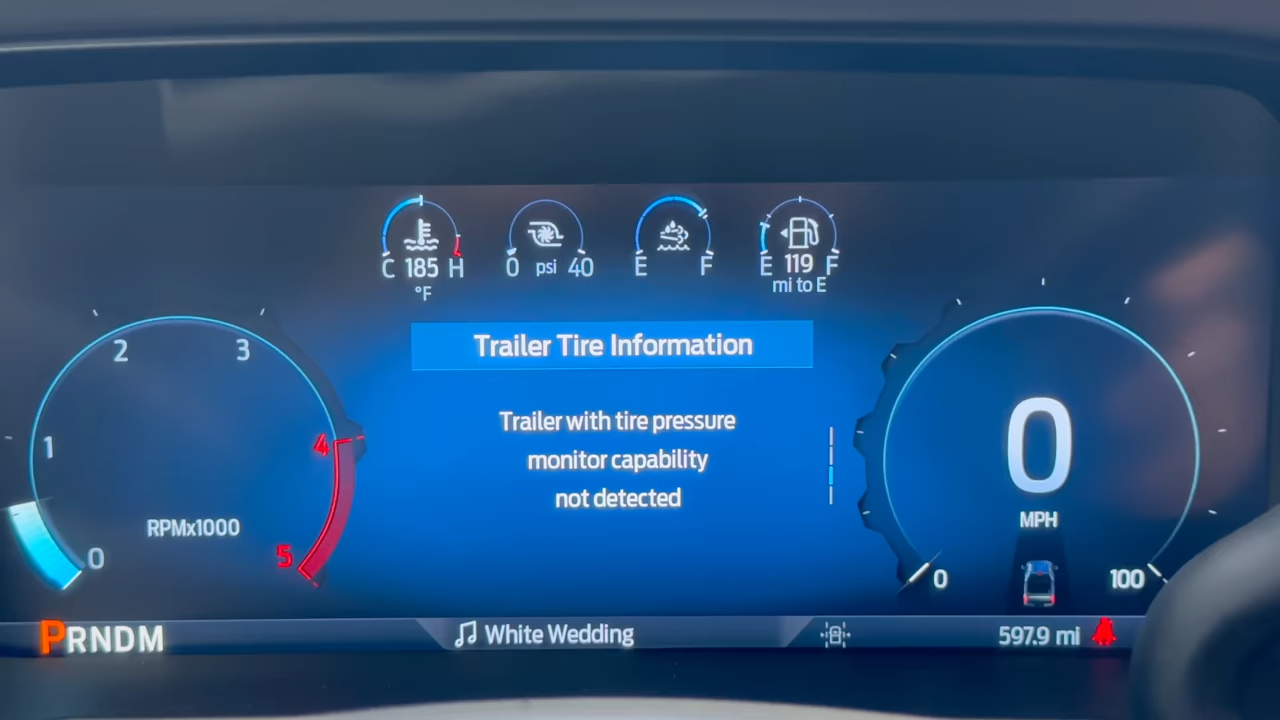 C 185 H
°F
0 psi 40
E F
E 119 F
mi to E
Trailer Tire Information
Trailer with tire pressure
monitor capability
not detected
0 1 2 3 4 5
RPMx1000
0
MPH
0 100
PRNDM
White Wedding
597.9 mi